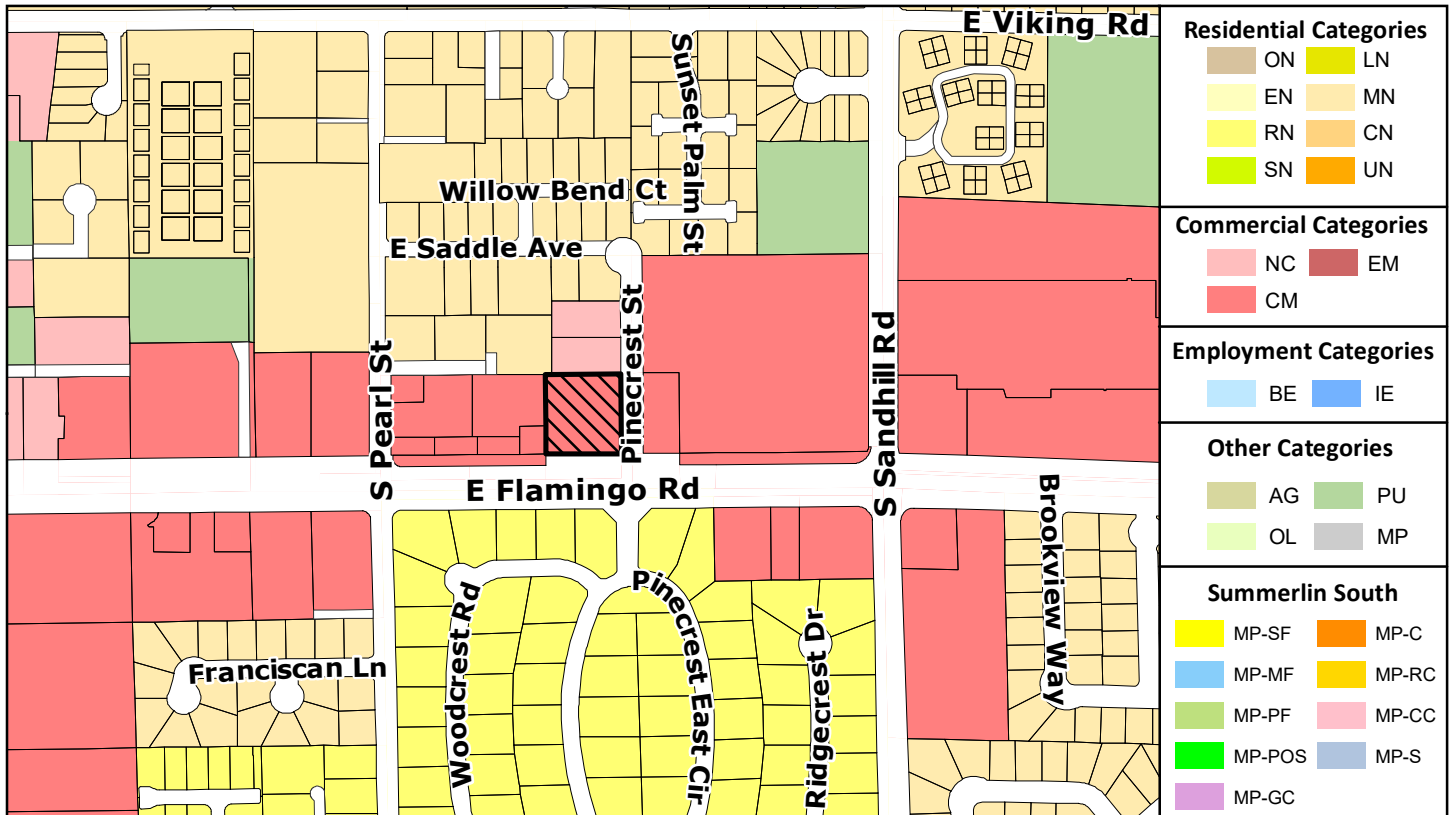 E Viking Rd
Sunset Palm St
Willow Bend Ct
E Saddle Ave
Pinecrest St
S Pearl St
S Sandhill Rd
E Flamingo Rd
Brookview Way
Pinecrest East Cir
Woodcrest Rd
Ridgecrest Dr
Franciscan Ln
Residential Categories
ON LN
EN MN
RN CN
SN UN
Commercial Categories
NC EM
CM
Employment Categories
BE IE
Other Categories
AG PU
OL MP
Summerlin South
MP-SF MP-C
MP-MF MP-RC
MP-PF MP-CC
MP-POS MP-S
MP-GC